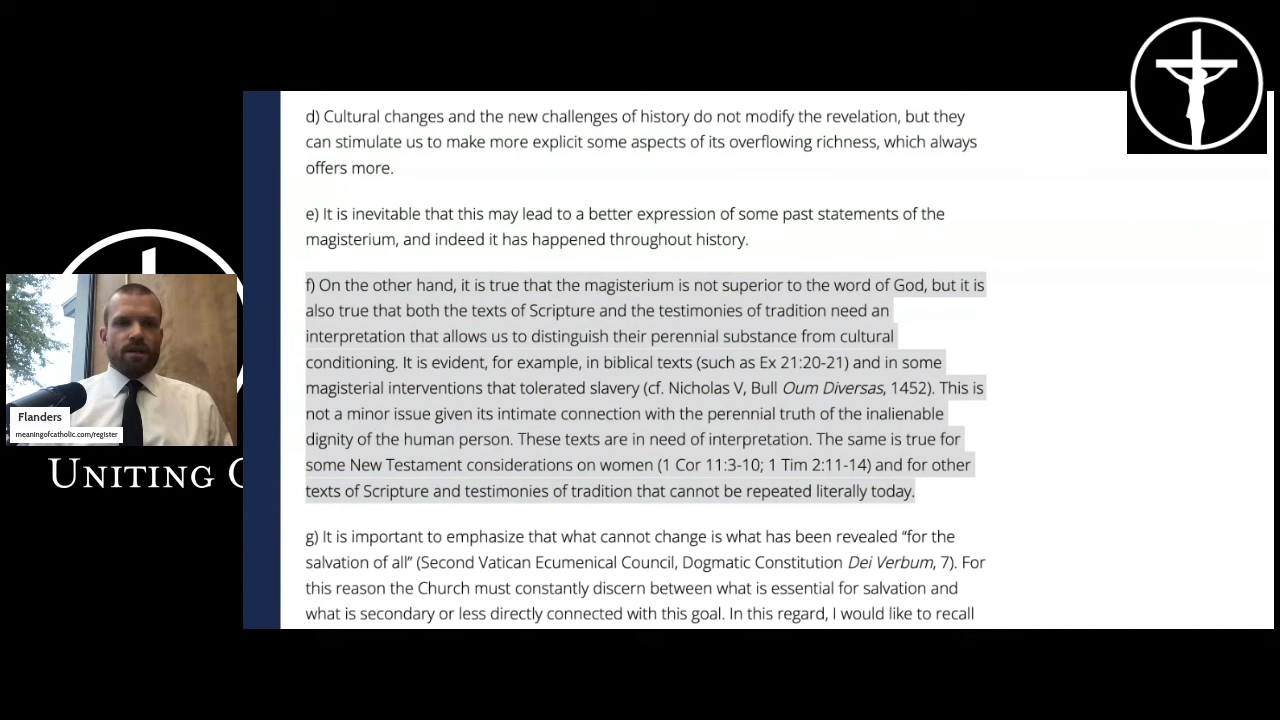 d) Cultural changes and the new challenges of history do not modify the revelation, but they
can stimulate us to make more explicit some aspects of its overflowing richness, which always
offers more.
e) It is inevitable that this may lead to a better expression of some past statements of the
magisterium, and indeed it has happened throughout history.
f) On the other hand, it is true that the magisterium is not superior to the word of God, but it is
also true that both the texts of Scripture and the testimonies of tradition need an
interpretation that allows us to distinguish their perennial substance from cultural
conditioning. It is evident, for example, in biblical texts (such as Ex 21:20-21) and in some
magisterial interventions that tolerated slavery (cf. Nicholas V, Bull Oum Diversas, 1452). This is
not a minor issue given its intimate connection with the perennial truth of the inalienable
dignity of the human person. These texts are in need of interpretation. The same is true for
some New Testament considerations on women (1 Cor 11:3-10; 1 Tim 2:11-14) and for other
texts of Scripture and testimonies of tradition that cannot be repeated literally today.
g) It is important to emphasize that what cannot change is what has been revealed “for the
salvation of all” (Second Vatican Ecumenical Council, Dogmatic Constitution Dei Verbum, 7). For
this reason the Church must constantly discern between what is essential for salvation and
what is secondary or less directly connected with this goal. In this regard, I would like to recall
Flanders
meaningofcatholic.com/register
UNITING C